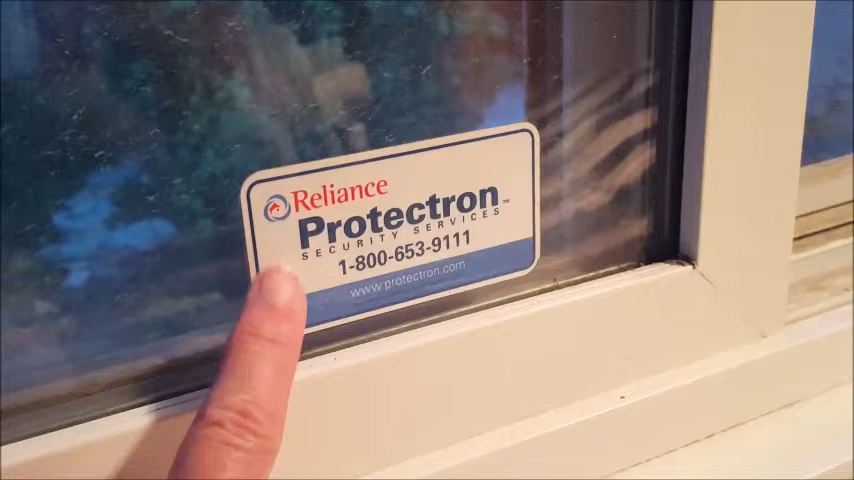 Reliance
Protectron™
SECURITY SERVICES
1-800-653-9111
www.protectron.com